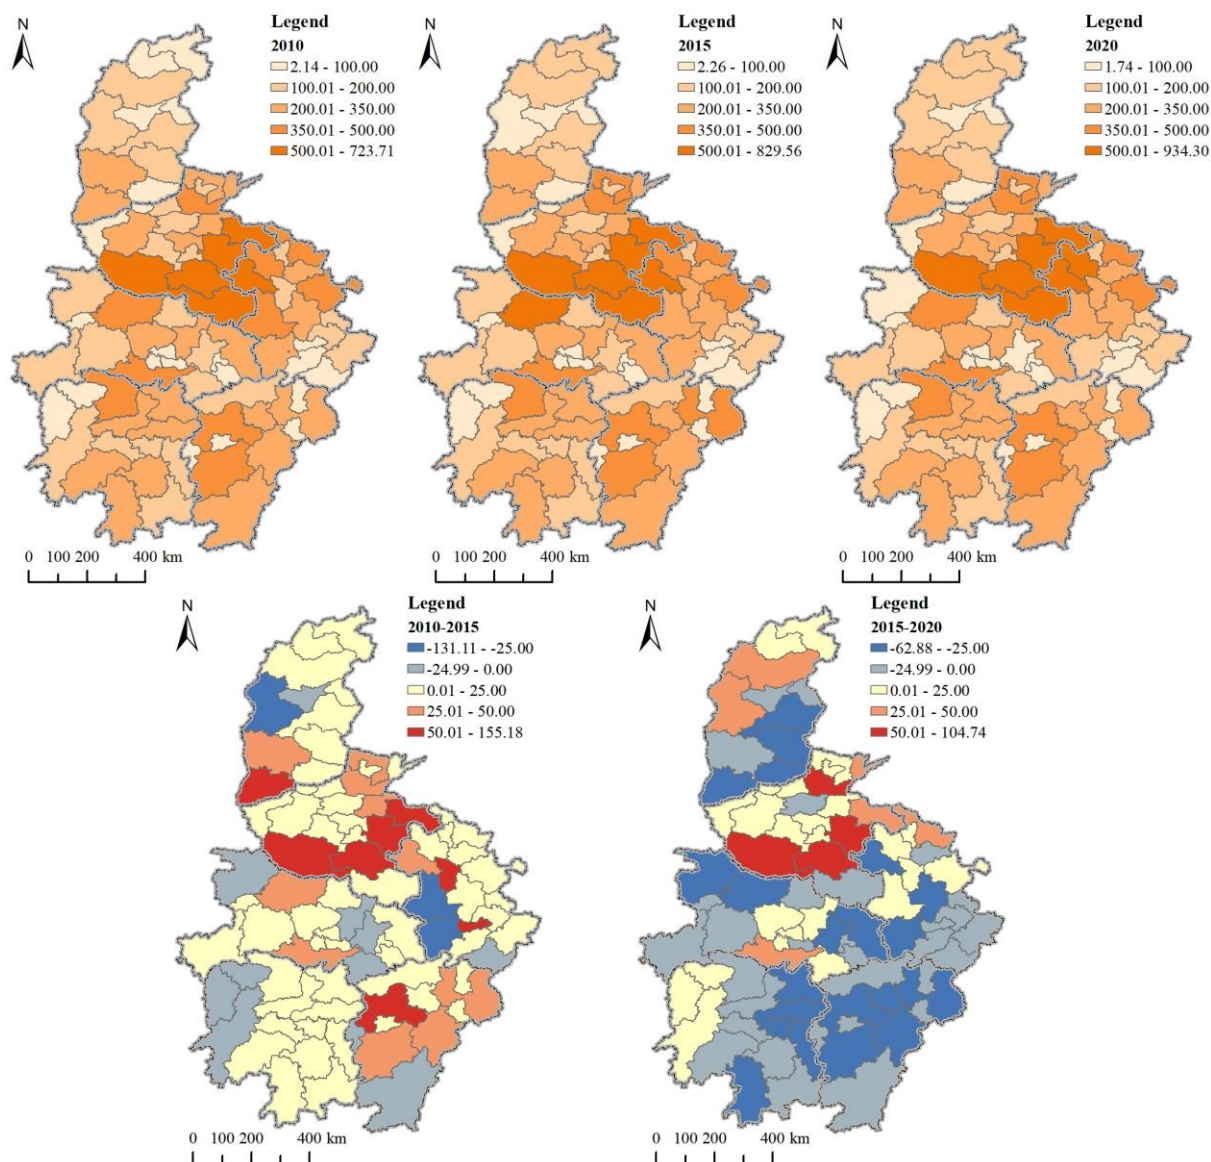 N
Legend
2010
2.14 - 100.00
100.01 - 200.00
200.01 - 350.00
350.01 - 500.00
500.01 - 723.71
0 100 200 400 km
N
Legend
2015
2.26 - 100.00
100.01 - 200.00
200.01 - 350.00
350.01 - 500.00
500.01 - 829.56
0 100 200 400 km
N
Legend
2020
1.74 - 100.00
100.01 - 200.00
200.01 - 350.00
350.01 - 500.00
500.01 - 934.30
0 100 200 400 km
N
Legend
2010-2015
-131.11 - -25.00
-24.99 - 0.00
0.01 - 25.00
25.01 - 50.00
50.01 - 155.18
0 100 200 400 km
N
Legend
2015-2020
-62.88 - -25.00
-24.99 - 0.00
0.01 - 25.00
25.01 - 50.00
50.01 - 104.74
0 100 200 400 km